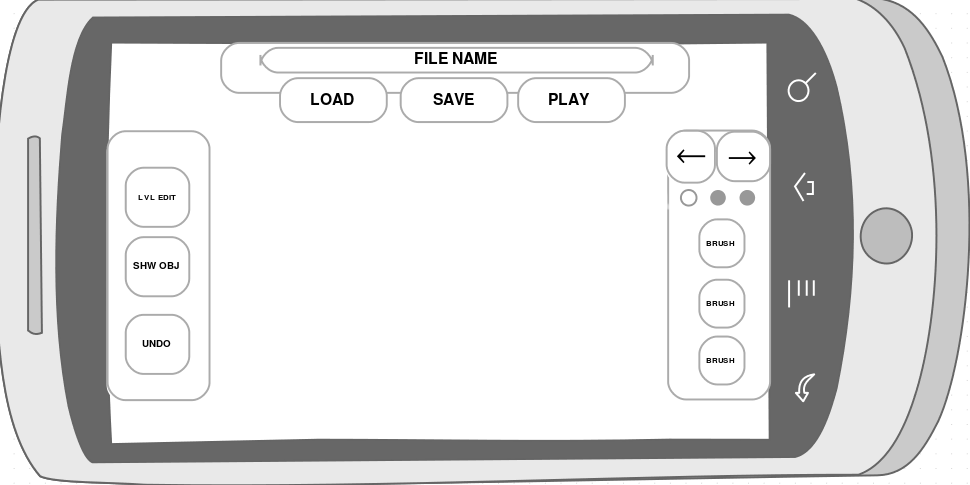 FILE NAME
LOAD SAVE PLAY
LVL EDIT
SHW OBJ
UNDO
BRUSH
BRUSH
BRUSH